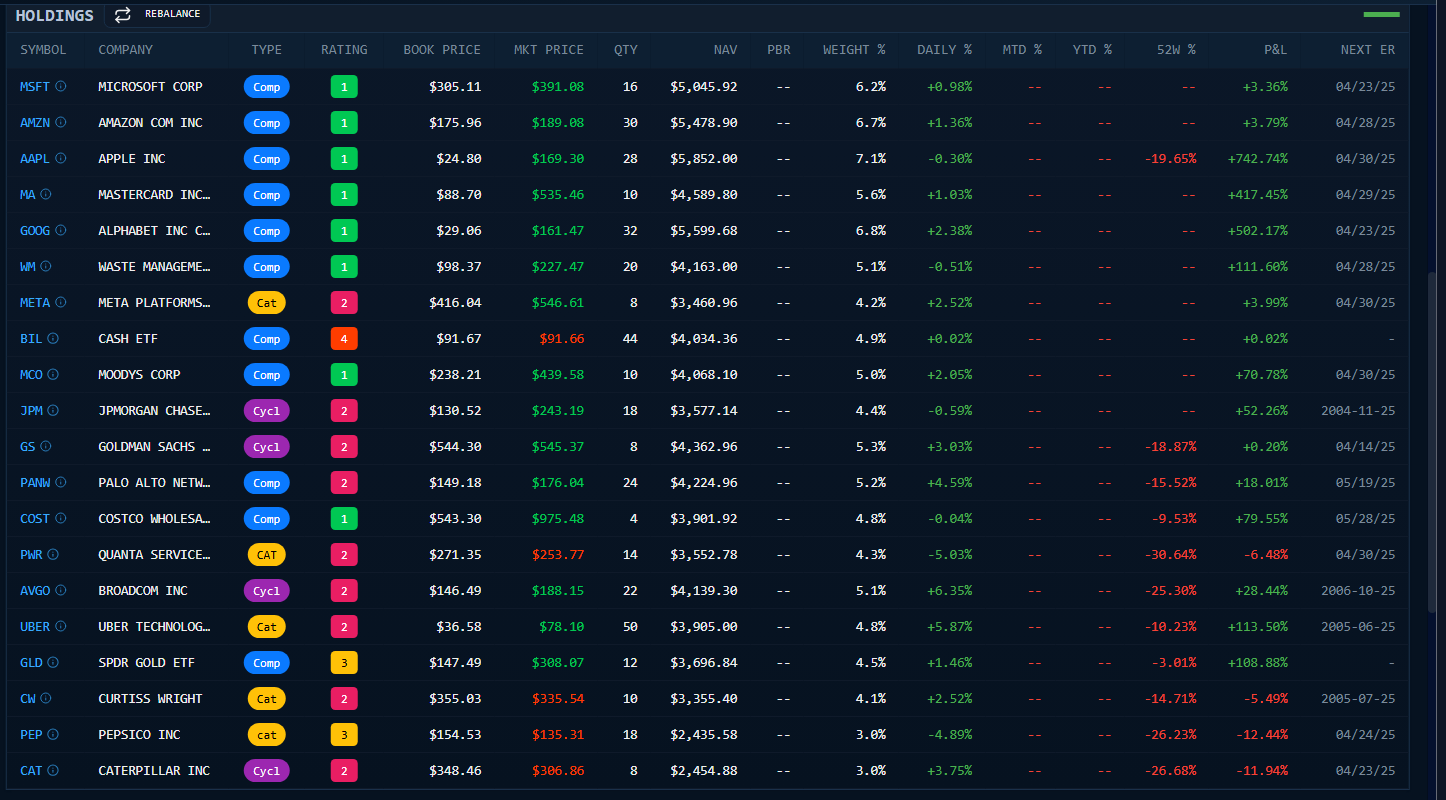 HOLDINGS REBALANCE
SYMBOL COMPANY TYPE RATING BOOK PRICE MKT PRICE QTY NAV PBR WEIGHT % DAILY % MTD % YTD % 52W % P&L NEXT ER
MSFT MICROSOFT CORP Comp 1 $305.11 $391.08 16 $5,045.92 -- 6.2% +0.98% -- -- -- +3.36% 04/23/25
AMZN AMAZON COM INC Comp 1 $175.96 $189.08 30 $5,478.90 -- 6.7% +1.36% -- -- -- +3.79% 04/28/25
AAPL APPLE INC Comp 1 $24.80 $169.30 28 $5,852.00 -- 7.1% -0.30% -- -- -19.65% +742.74% 04/30/25
MA MASTERCARD INC… Comp 1 $88.70 $535.46 10 $4,589.80 -- 5.6% +1.03% -- -- -- +417.45% 04/29/25
GOOG ALPHABET INC C… Comp 1 $29.06 $161.47 32 $5,599.68 -- 6.8% +2.38% -- -- -- +502.17% 04/23/25
WM WASTE MANAGEME… Comp 1 $98.37 $227.47 20 $4,163.00 -- 5.1% -0.51% -- -- -- +111.60% 04/28/25
META META PLATFORMS… Cat 2 $416.04 $546.61 8 $3,460.96 -- 4.2% +2.52% -- -- -- +3.99% 04/30/25
BIL CASH ETF Comp 4 $91.67 $91.66 44 $4,034.36 -- 4.9% +0.02% -- -- -- +0.02% -
MCO MOODYS CORP Comp 1 $238.21 $439.58 10 $4,068.10 -- 5.0% +2.05% -- -- -- +70.78% 04/30/25
JPM JPMORGAN CHASE… Cycl 2 $130.52 $243.19 18 $3,577.14 -- 4.4% -0.59% -- -- -- +52.26% 2004-11-25
GS GOLDMAN SACHS … Cycl 2 $544.30 $545.37 8 $4,362.96 -- 5.3% +3.03% -- -- -18.87% +0.20% 04/14/25
PANW PALO ALTO NETW… Comp 2 $149.18 $176.04 24 $4,224.96 -- 5.2% +4.59% -- -- -15.52% +18.01% 05/19/25
COST COSTCO WHOLESA… Comp 1 $543.30 $975.48 4 $3,901.92 -- 4.8% -0.04% -- -- -9.53% +79.55% 05/28/25
PWR QUANTA SERVICE… CAT 2 $271.35 $253.77 14 $3,552.78 -- 4.3% -5.03% -- -- -30.64% -6.48% 04/30/25
AVGO BROADCOM INC Cycl 2 $146.49 $188.15 22 $4,139.30 -- 5.1% +6.35% -- -- -25.30% +28.44% 2006-10-25
UBER UBER TECHNOLOG… Cat 2 $36.58 $78.10 50 $3,905.00 -- 4.8% +5.87% -- -- -10.23% +113.50% 2005-06-25
GLD SPDR GOLD ETF Comp 3 $147.49 $308.07 12 $3,696.84 -- 4.5% +1.46% -- -- -3.01% +108.88% -
CW CURTISS WRIGHT Cat 2 $355.03 $335.54 10 $3,355.40 -- 4.1% +2.52% -- -- -14.71% -5.49% 2005-07-25
PEP PEPSICO INC cat 3 $154.53 $135.31 18 $2,435.58 -- 3.0% -4.89% -- -- -26.23% -12.44% 04/24/25
CAT CATERPILLAR INC Cycl 2 $348.46 $306.86 8 $2,454.88 -- 3.0% +3.75% -- -- -26.68% -11.94% 04/23/25